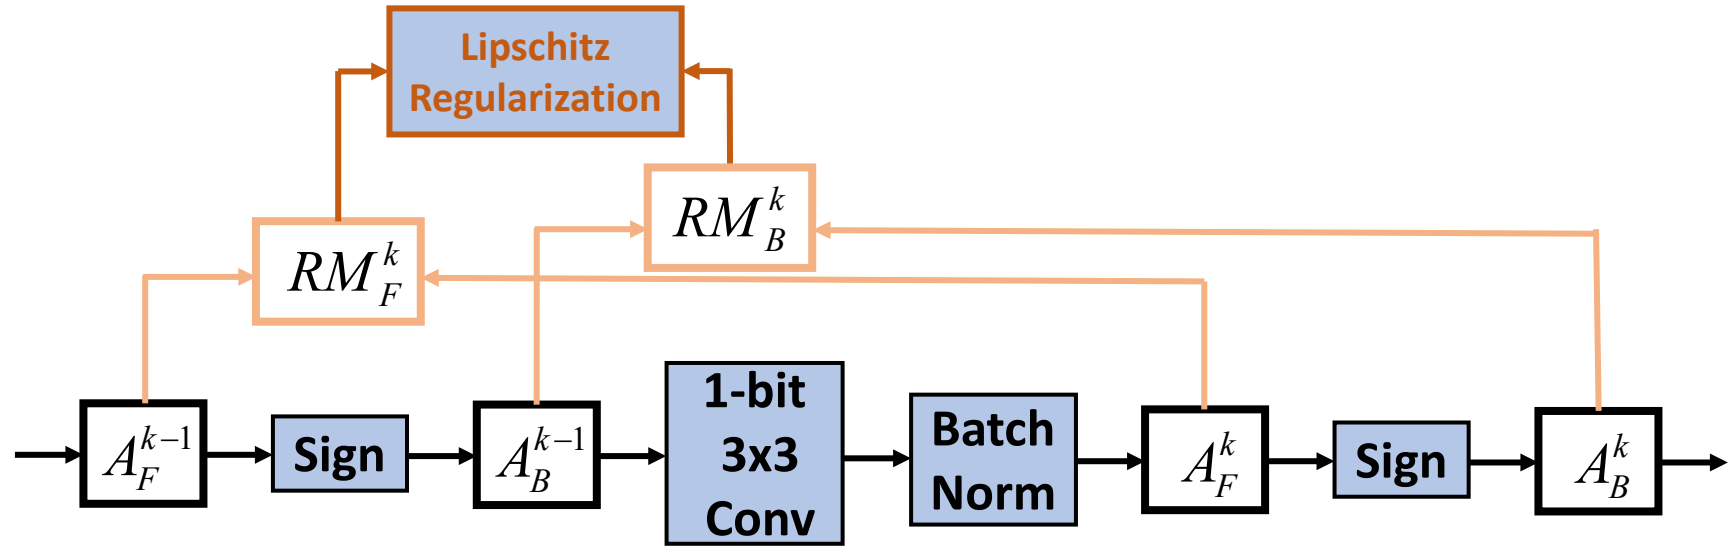 Lipschitz
Regularization
RM_B^k
RM_F^k
A_F^{k-1}
Sign
A_B^{k-1}
1-bit
3x3
Conv
Batch
Norm
A_F^k
Sign
A_B^k